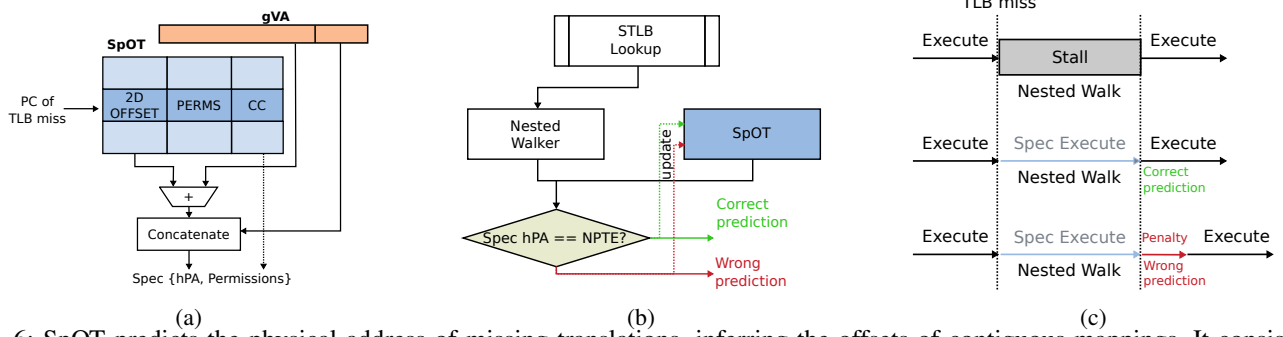 gVA
SpOT
PC of
TLB miss
2D
OFFSET
PERMS
CC
+
Concatenate
Spec {hPA, Permissions}
(a)
STLB
Lookup
Nested
Walker
SpOT
update
Spec hPA == NPTE?
Correct
prediction
Wrong
prediction
(b)
TLB miss
Execute
Stall
Execute
Nested Walk
Execute
Spec Execute
Execute
Nested Walk
Correct
prediction
Execute
Spec Execute
Penalty
Execute
Nested Walk
Wrong
prediction
(c)
6: SpOT predicts the physical address of missing translations, inferring the offsets of contiguous mappings. It consis